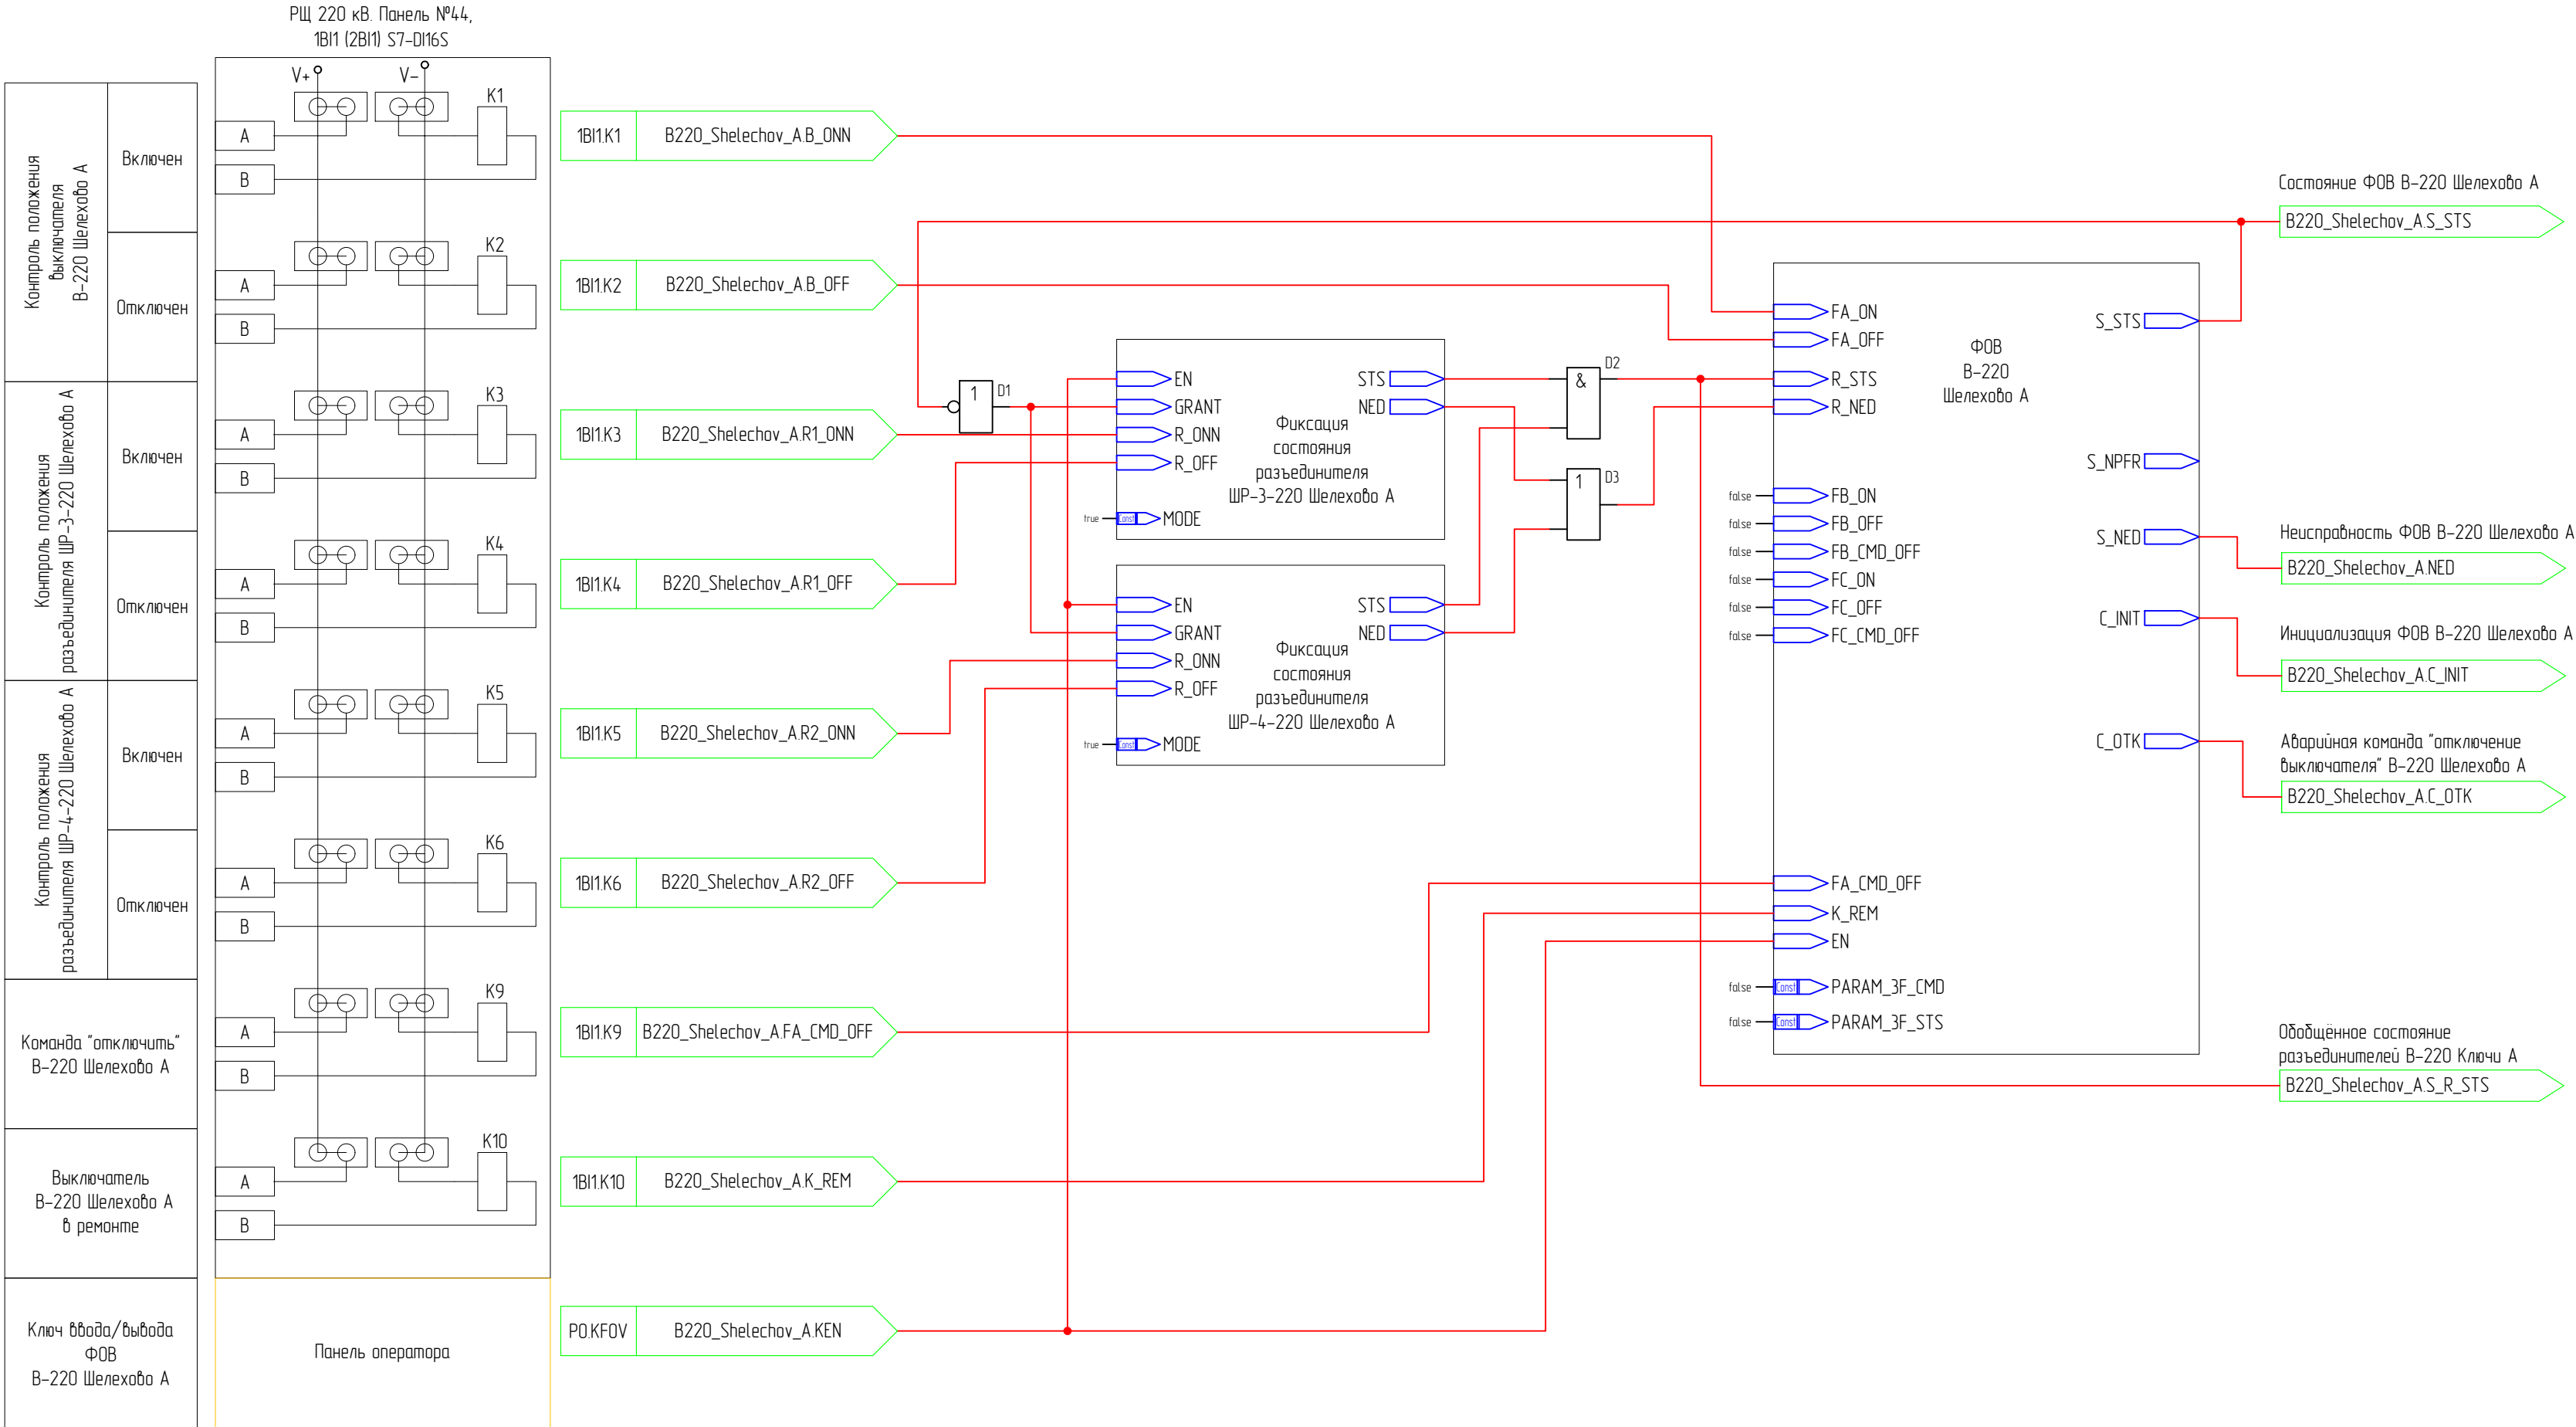 РЩ 220 кВ. Панель №44,
1BI1 (2BI1) S7-DI16S
V+
V-
Контроль положения
выключателя
В-220 Шелехово А
Включен
Отключен
Контроль положения
разъединителя ШР-3-220 Шелехово А
Включен
Отключен
Контроль положения
разъединителя ШР-4-220 Шелехово А
Включен
Отключен
Команда "отключить"
В-220 Шелехово А
Выключатель
В-220 Шелехово А
в ремонте
Ключ ввода/вывода
ФОВ
В-220 Шелехово А
K1
A
B
K2
A
B
K3
A
B
K4
A
B
K5
A
B
K6
A
B
K9
A
B
K10
A
B
Панель оператора
1BI1.K1 B220_Shelechov_A.B_ONN
1BI1.K2 B220_Shelechov_A.B_OFF
1BI1.K3 B220_Shelechov_A.R1_ONN
1BI1.K4 B220_Shelechov_A.R1_OFF
1BI1.K5 B220_Shelechov_A.R2_ONN
1BI1.K6 B220_Shelechov_A.R2_OFF
1BI1.K9 B220_Shelechov_A.FA_CMD_OFF
1BI1.K10 B220_Shelechov_A.K_REM
PO.KFOV B220_Shelechov_A.KEN
1 D1
EN
GRANT
R_ONN
R_OFF
true Const MODE
STS
NED
Фиксация
состояния
разъединителя
ШР-3-220 Шелехово А
EN
GRANT
R_ONN
R_OFF
true Const MODE
STS
NED
Фиксация
состояния
разъединителя
ШР-4-220 Шелехово А
& D2
1 D3
ФОВ
В-220
Шелехово А
FA_ON
FA_OFF
R_STS
R_NED
false FB_ON
false FB_OFF
false FB_CMD_OFF
false FC_ON
false FC_OFF
false FC_CMD_OFF
FA_CMD_OFF
K_REM
EN
false Const PARAM_3F_CMD
false Const PARAM_3F_STS
S_STS
S_NPFR
S_NED
C_INIT
C_OTK
Состояние ФОВ В-220 Шелехово А
B220_Shelechov_A.S_STS
Неисправность ФОВ В-220 Шелехово А
B220_Shelechov_A.NED
Инициализация ФОВ В-220 Шелехово А
B220_Shelechov_A.C_INIT
Аварийная команда "отключение
выключателя" В-220 Шелехово А
B220_Shelechov_A.C_OTK
Обобщённое состояние
разъединителей В-220 Ключи А
B220_Shelechov_A.S_R_STS